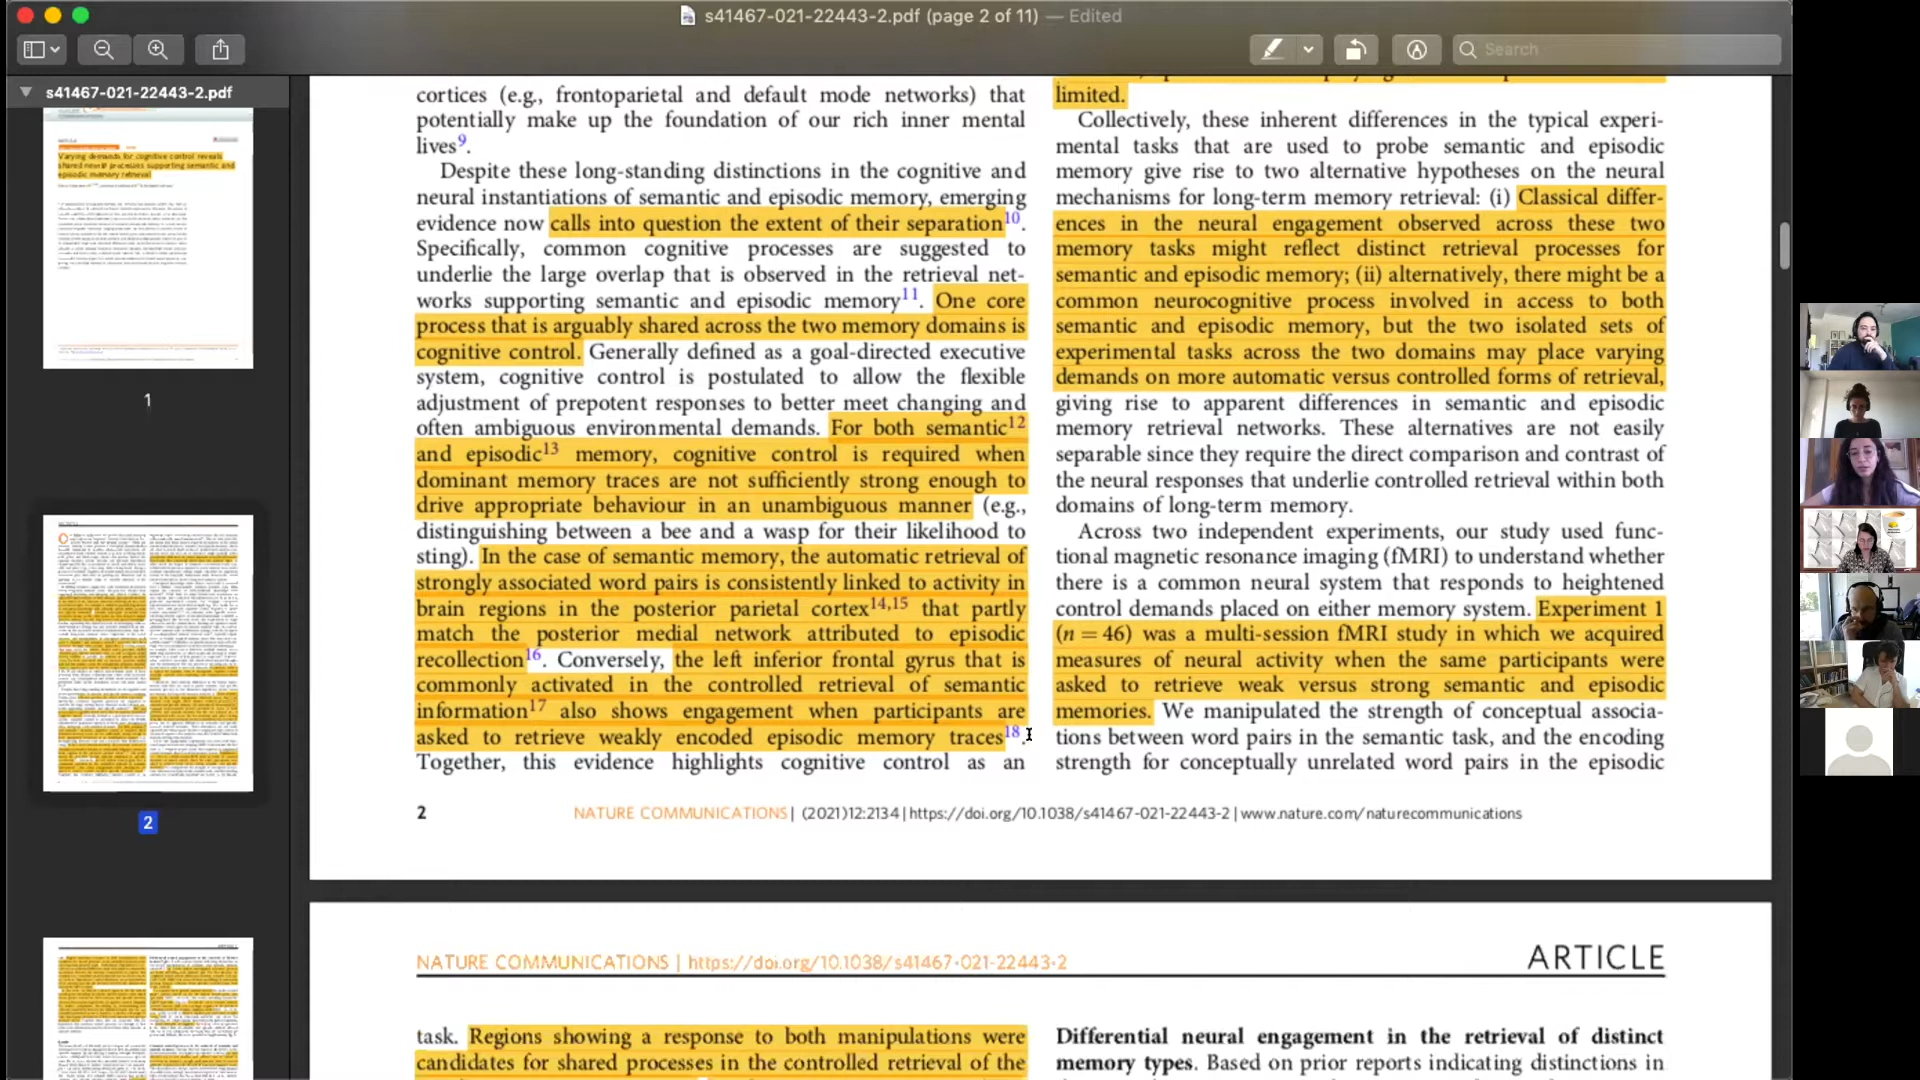 s41467-021-22443-2.pdf (page 2 of 11) — Edited
Search
s41467-021-22443-2.pdf
Varying demands for cognitive control reveals
shared neural processes supporting semantic and
episodic memory retrieval
1
2
cortices (e.g., frontoparietal and default mode networks) that
potentially make up the foundation of our rich inner mental
lives9.
Despite these long-standing distinctions in the cognitive and
neural instantiations of semantic and episodic memory, emerging
evidence now calls into question the extent of their separation10.
Specifically, common cognitive processes are suggested to
underlie the large overlap that is observed in the retrieval net-
works supporting semantic and episodic memory11. One core
process that is arguably shared across the two memory domains is
cognitive control. Generally defined as a goal-directed executive
system, cognitive control is postulated to allow the flexible
adjustment of prepotent responses to better meet changing and
often ambiguous environmental demands. For both semantic12
and episodic13 memory, cognitive control is required when
dominant memory traces are not sufficiently strong enough to
drive appropriate behaviour in an unambiguous manner (e.g.,
distinguishing between a bee and a wasp for their likelihood to
sting). In the case of semantic memory, the automatic retrieval of
strongly associated word pairs is consistently linked to activity in
brain regions in the posterior parietal cortex14,15 that partly
match the posterior medial network attributed to episodic
recollection16. Conversely, the left inferior frontal gyrus that is
commonly activated in the controlled retrieval of semantic
information17 also shows engagement when participants are
asked to retrieve weakly encoded episodic memory traces18.
Together, this evidence highlights cognitive control as an
limited.
Collectively, these inherent differences in the typical experi-
mental tasks that are used to probe semantic and episodic
memory give rise to two alternative hypotheses on the neural
mechanisms for long-term memory retrieval: (i) Classical differ-
ences in the neural engagement observed across these two
memory tasks might reflect distinct retrieval processes for
semantic and episodic memory; (ii) alternatively, there might be a
common neurocognitive process involved in access to both
semantic and episodic memory, but the two isolated sets of
experimental tasks across the two domains may place varying
demands on more automatic versus controlled forms of retrieval,
giving rise to apparent differences in semantic and episodic
memory retrieval networks. These alternatives are not easily
separable since they require the direct comparison and contrast of
the neural responses that underlie controlled retrieval within both
domains of long-term memory.
Across two independent experiments, our study used func-
tional magnetic resonance imaging (fMRI) to understand whether
there is a common neural system that responds to heightened
control demands placed on either memory system. Experiment 1
(n = 46) was a multi-session fMRI study in which we acquired
measures of neural activity when the same participants were
asked to retrieve weak versus strong semantic and episodic
memories. We manipulated the strength of conceptual associa-
tions between word pairs in the semantic task, and the encoding
strength for conceptually unrelated word pairs in the episodic
2
NATURE COMMUNICATIONS | (2021)12:2134 | https://doi.org/10.1038/s41467-021-22443-2 | www.nature.com/naturecommunications
NATURE COMMUNICATIONS | https://doi.org/10.1038/s41467-021-22443-2
ARTICLE
task. Regions showing a response to both manipulations were
candidates for shared processes in the controlled retrieval of the
Differential neural engagement in the retrieval of distinct
memory types. Based on prior reports indicating distinctions in